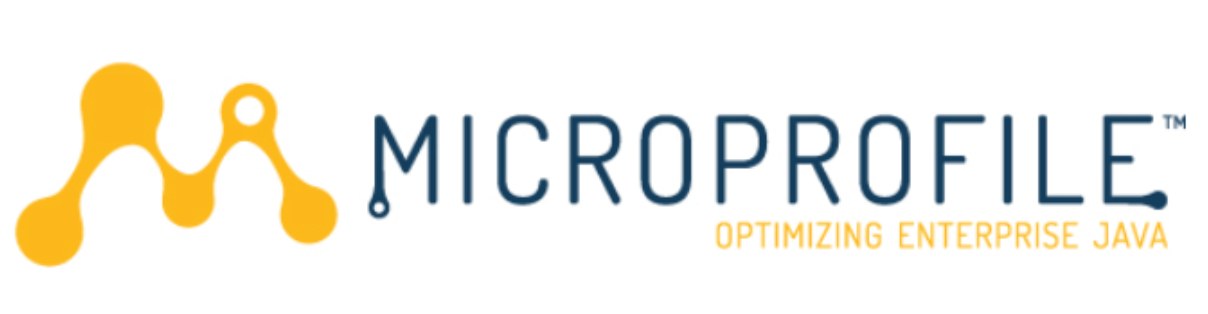 MICROPROFILE™
OPTIMIZING ENTERPRISE JAVA